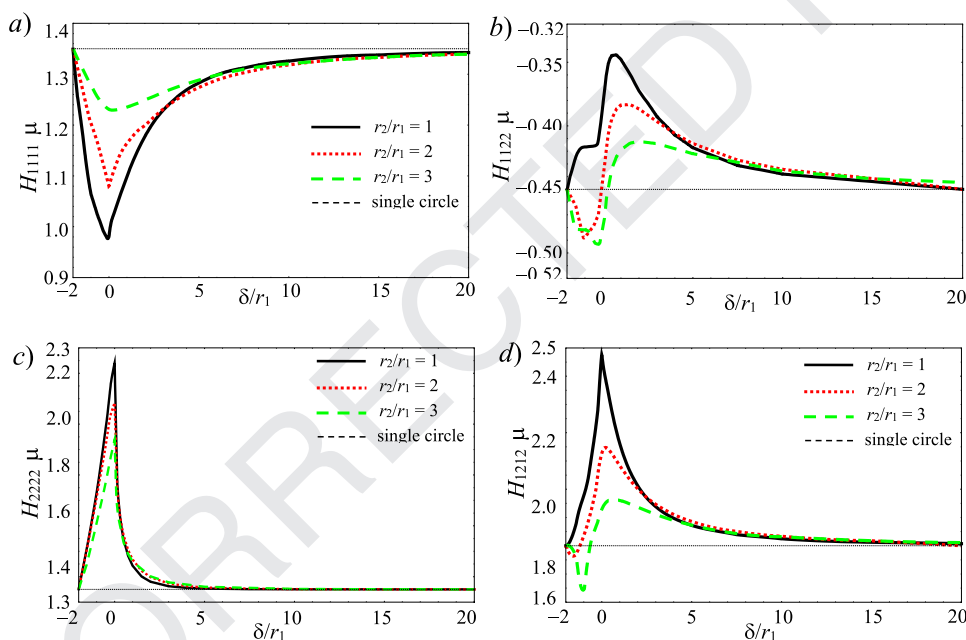 a)
1.4
1.3
1.2
1.1
1.0
0.9
H1111 μ
r2/r1 = 1
r2/r1 = 2
r2/r1 = 3
single circle
−2 0 5 10 15 20
δ/r1
b)
−0.32
−0.35
−0.40
−0.45
−0.50
−0.52
H1122 μ
−2 0 5 10 15 20
δ/r1
c)
2.3
2.2
2.0
1.8
1.6
1.4
1.3
H2222 μ
r2/r1 = 1
r2/r1 = 2
r2/r1 = 3
single circle
−2 0 5 10 15 20
δ/r1
d)
2.5
2.4
2.2
2.0
1.8
1.6
H1212 μ
r2/r1 = 1
r2/r1 = 2
r2/r1 = 3
single circle
−2 0 5 10 15 20
δ/r1
ORRECTED